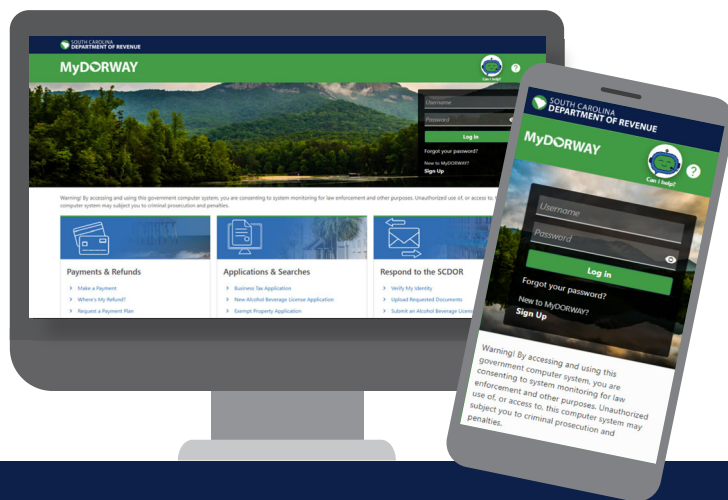 SOUTH CAROLINA
DEPARTMENT OF REVENUE
MyDORWAY
Can I help?
?
Username
Password
Log in
Forgot your password?
New to MyDORWAY?
Sign Up
Warning! By accessing and using this government computer system, you are consenting to system monitoring for law enforcement and other purposes. Unauthorized use of, or access to,
computer system may subject you to criminal prosecution and penalties.
Payments & Refunds
> Make a Payment
> Where's My Refund?
> Request a Payment Plan
Applications & Searches
> Business Tax Application
> New Alcohol Beverage License Application
> Exempt Property Application
Respond to the SCDOR
> Verify My Identity
> Upload Requested Documents
> Submit an Alcohol Beverage
SOUTH CAROLINA
DEPARTMENT OF REVENUE
MyDORWAY
Can I help?
?
Username
Password
Log in
Forgot your password?
New to MyDORWAY?
Sign Up
Warning! By accessing and using this
government computer system, you are
consenting to system monitoring for law
enforcement and other purposes. Unauthorized
use of, or access to, this computer system may
subject you to criminal prosecution and
penalties.